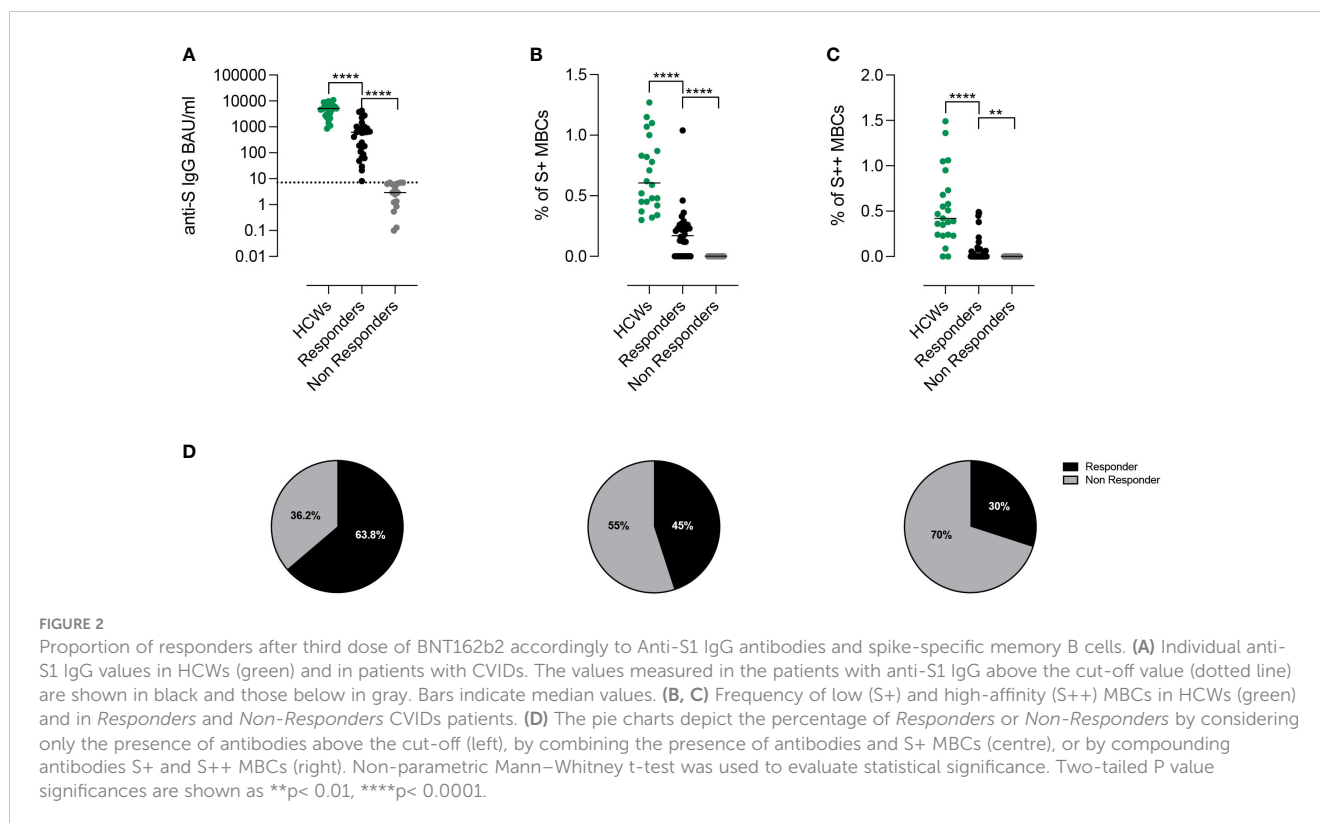 A
B
C
anti-S IgG BAU/ml
100000
10000
1000
100
10
1
0.1
0.01
****
****
HCWs
Responders
Non Responders
% of S+ MBCs
1.5
1.0
0.5
0.0
****
****
HCWs
Responders
Non Responders
% of S++ MBCs
2.0
1.5
1.0
0.5
0.0
****
**
HCWs
Responders
Non Responders
D
36.2%
63.8%
55%
45%
70%
30%
Responder
Non Responder
FIGURE 2
Proportion of responders after third dose of BNT162b2 accordingly to Anti-S1 IgG antibodies and spike-specific memory B cells. (A) Individual anti-
S1 IgG values in HCWs (green) and in patients with CVIDs. The values measured in the patients with anti-S1 IgG above the cut-off value (dotted line)
are shown in black and those below in gray. Bars indicate median values. (B, C) Frequency of low (S+) and high-affinity (S++) MBCs in HCWs (green)
and in Responders and Non-Responders CVIDs patients. (D) The pie charts depict the percentage of Responders or Non-Responders by considering
only the presence of antibodies above the cut-off (left), by combining the presence of antibodies and S+ MBCs (centre), or by compounding
antibodies S+ and S++ MBCs (right). Non-parametric Mann–Whitney t-test was used to evaluate statistical significance. Two-tailed P value
significances are shown as **p< 0.01, ****p< 0.0001.